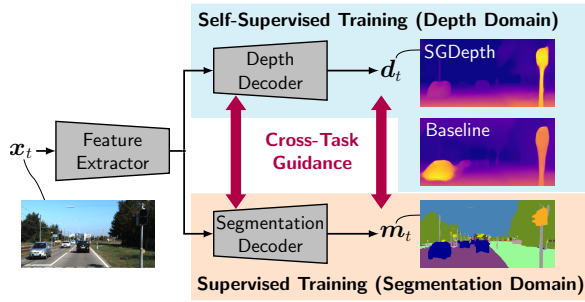 Self-Supervised Training (Depth Domain)
Depth
Decoder
d_t
SGDepth
Baseline
x_t
Feature
Extractor
Cross-Task
Guidance
Segmentation
Decoder
m_t
Supervised Training (Segmentation Domain)